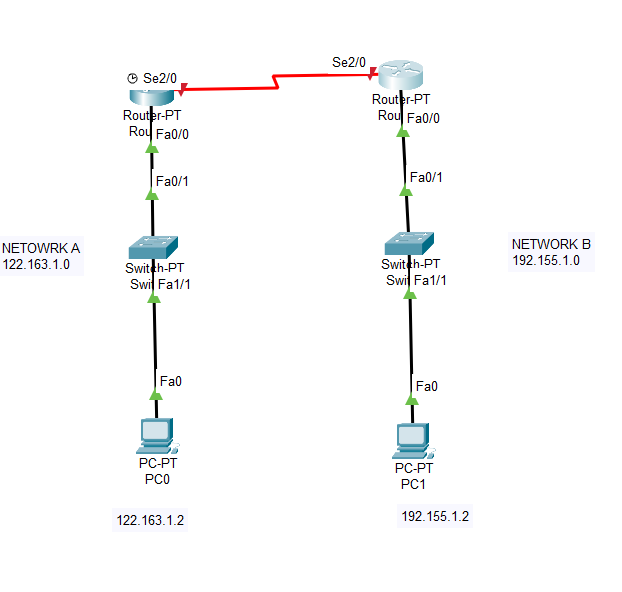 Se2/0
Se2/0
Router-PT
Rou
Fa0/0
Router-PT
Rou
Fa0/0
Fa0/1
Fa0/1
NETOWRK A
122.163.1.0
NETWORK B
192.155.1.0
Switch-PT
Swit
Fa1/1
Switch-PT
Swit
Fa1/1
Fa0
Fa0
PC-PT
PC0
PC-PT
PC1
122.163.1.2
192.155.1.2